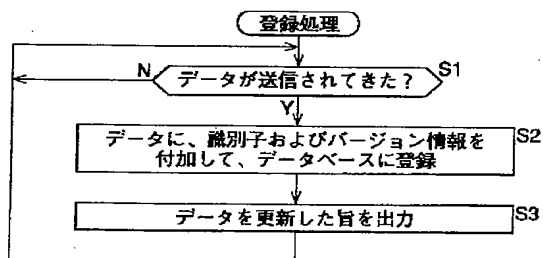 登録処理
N
データが送信されてきた？
S1
Y
データに、識別子およびバージョン情報を
付加して、データベースに登録
S2
データを更新した旨を出力
S3